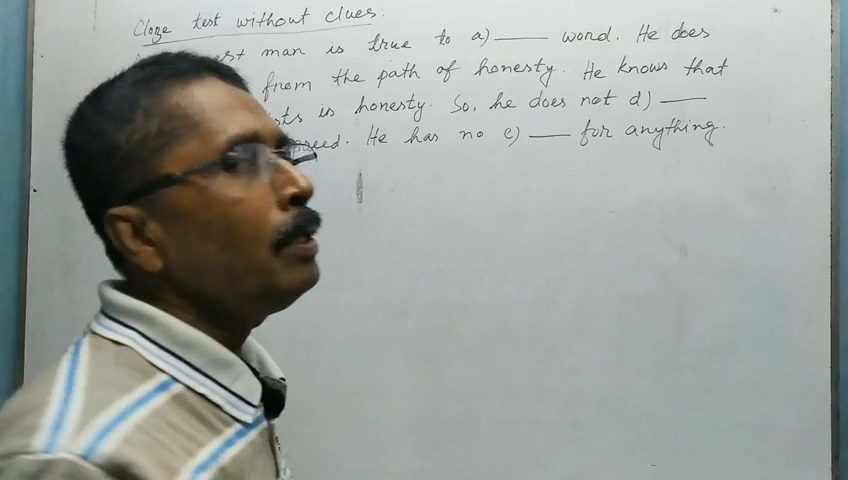 Cloze test without clues:
man is true to a) ___ word. He does
from the path of honesty. He knows that
is honesty. So, he does not d) ___
He has no e) ___ for anything.